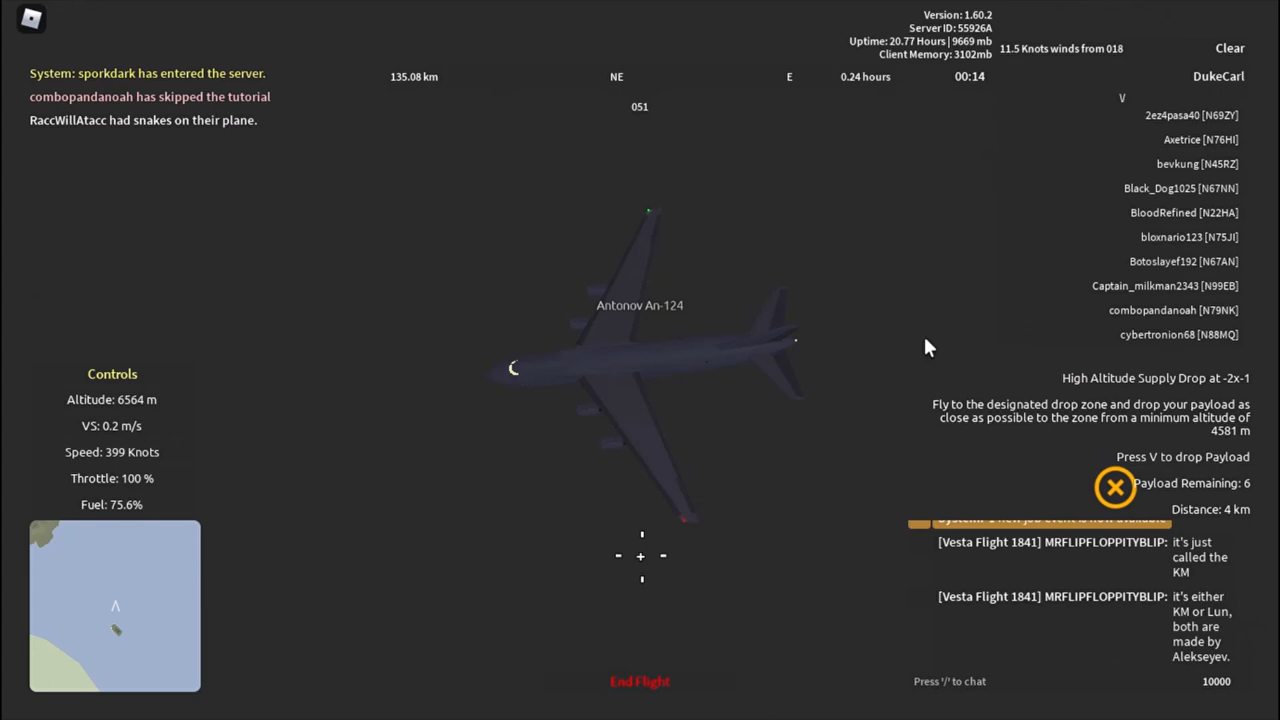 Version: 1.60.2
Server ID: 55926A
Uptime: 20.77 Hours | 9669 mb
Client Memory: 3102mb
11.5 Knots winds from 018
Clear
System: sporkdark has entered the server.
combopandanoah has skipped the tutorial
RaccWillAtacc had snakes on their plane.
135.08 km
NE
E
0.24 hours
00:14
DukeCarl
051
V
2ez4pasa40 [N69ZY]
Axetrice [N76HI]
bevkung [N45RZ]
Black_Dog1025 [N67NN]
BloodRefined [N22HA]
bloxnario123 [N75JI]
Botoslayef192 [N67AN]
Captain_milkman2343 [N99EB]
combopandanoah [N79NK]
cybertronion68 [N88MQ]
Antonov An-124
Controls
Altitude: 6564 m
VS: 0.2 m/s
Speed: 399 Knots
Throttle: 100 %
Fuel: 75.6%
High Altitude Supply Drop at -2x-1
Fly to the designated drop zone and drop your payload as
close as possible to the zone from a minimum altitude of
4581 m
Press V to drop Payload
Payload Remaining: 6
Distance: 4 km
System: 1 new job event is now available
[Vesta Flight 1841] MRFLIPFLOPPITYBLIP: it's just
called the
KM
[Vesta Flight 1841] MRFLIPFLOPPITYBLIP: it's either
KM or Lun,
both are
made by
Alekseyev.
End Flight
Press '/' to chat
10000